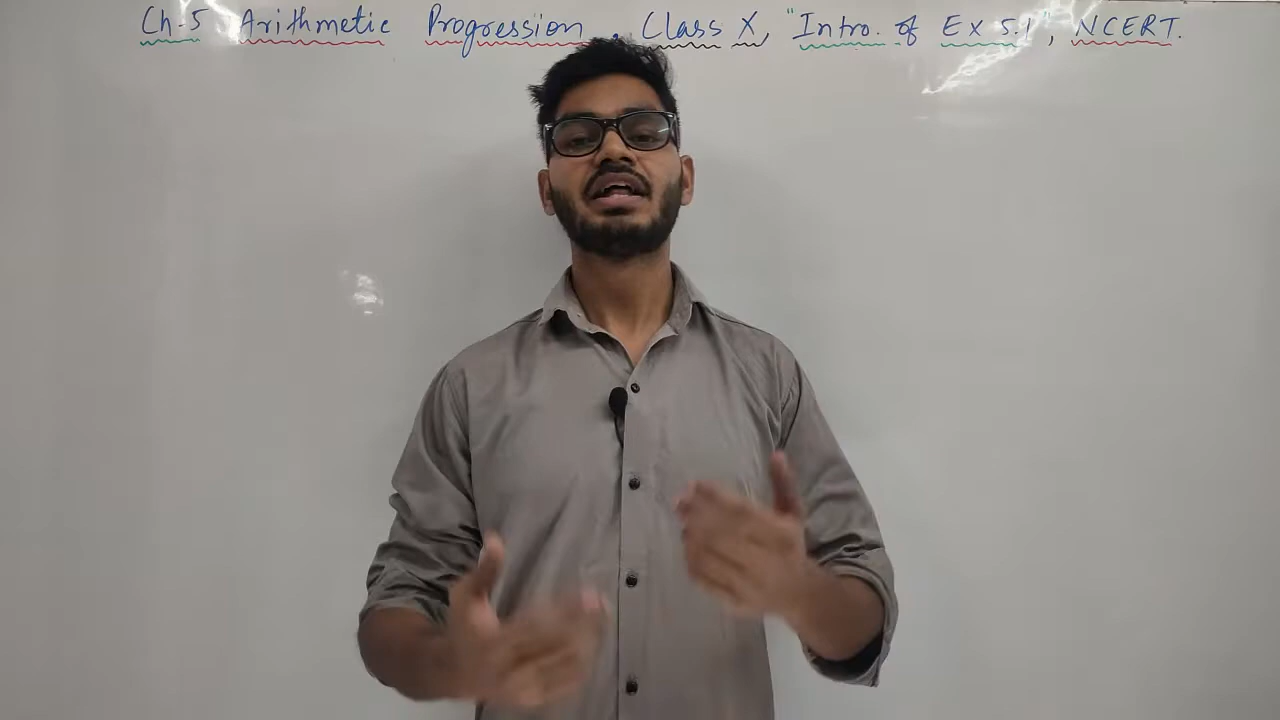 Ch-5 Arithmetic Progression, Class X, "Intro. of Ex 5.1", NCERT.